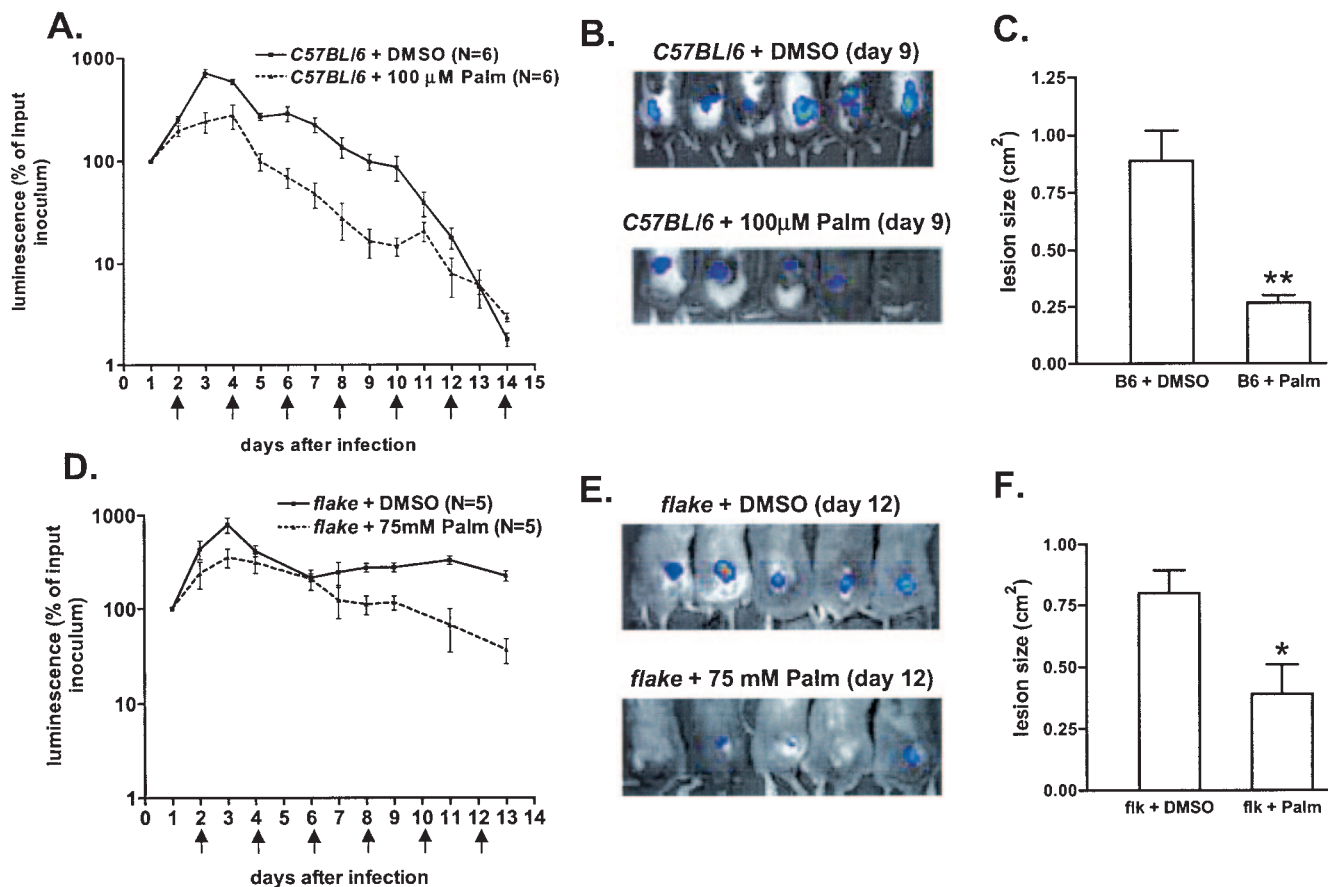 A.
C57BL/6 + DMSO (N=6)
C57BL/6 + 100 µM Palm (N=6)
luminescence (% of input
inoculum)
1000
100
10
1
0 1 2 3 4 5 6 7 8 9 10 11 12 13 14 15
days after infection
B.
C57BL/6 + DMSO (day 9)
C57BL/6 + 100µM Palm (day 9)
C.
lesion size (cm²)
1.25
1.00
0.75
0.50
0.25
0.00
**
B6 + DMSO B6 + Palm
D.
flake + DMSO (N=5)
flake + 75mM Palm (N=5)
luminescence (% of input
inoculum)
1000
100
10
1
0 1 2 3 4 5 6 7 8 9 10 11 12 13 14
days after infection
E.
flake + DMSO (day 12)
flake + 75 mM Palm (day 12)
F.
lesion size (cm²)
1.00
0.75
0.50
0.25
0.00
*
flk + DMSO flk + Palm